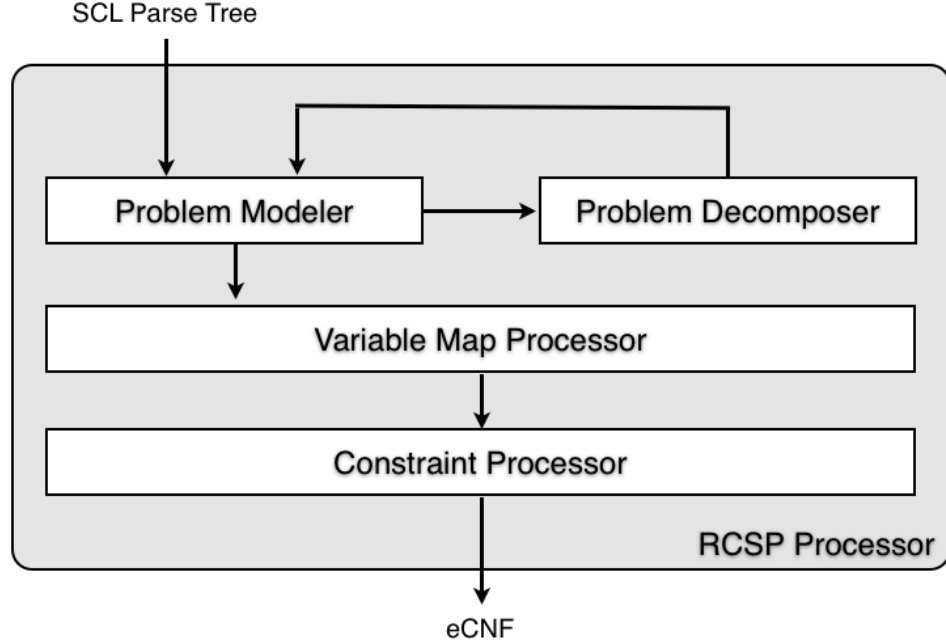 SCL Parse Tree
Problem Modeler
Problem Decomposer
Variable Map Processor
Constraint Processor
RCSP Processor
eCNF